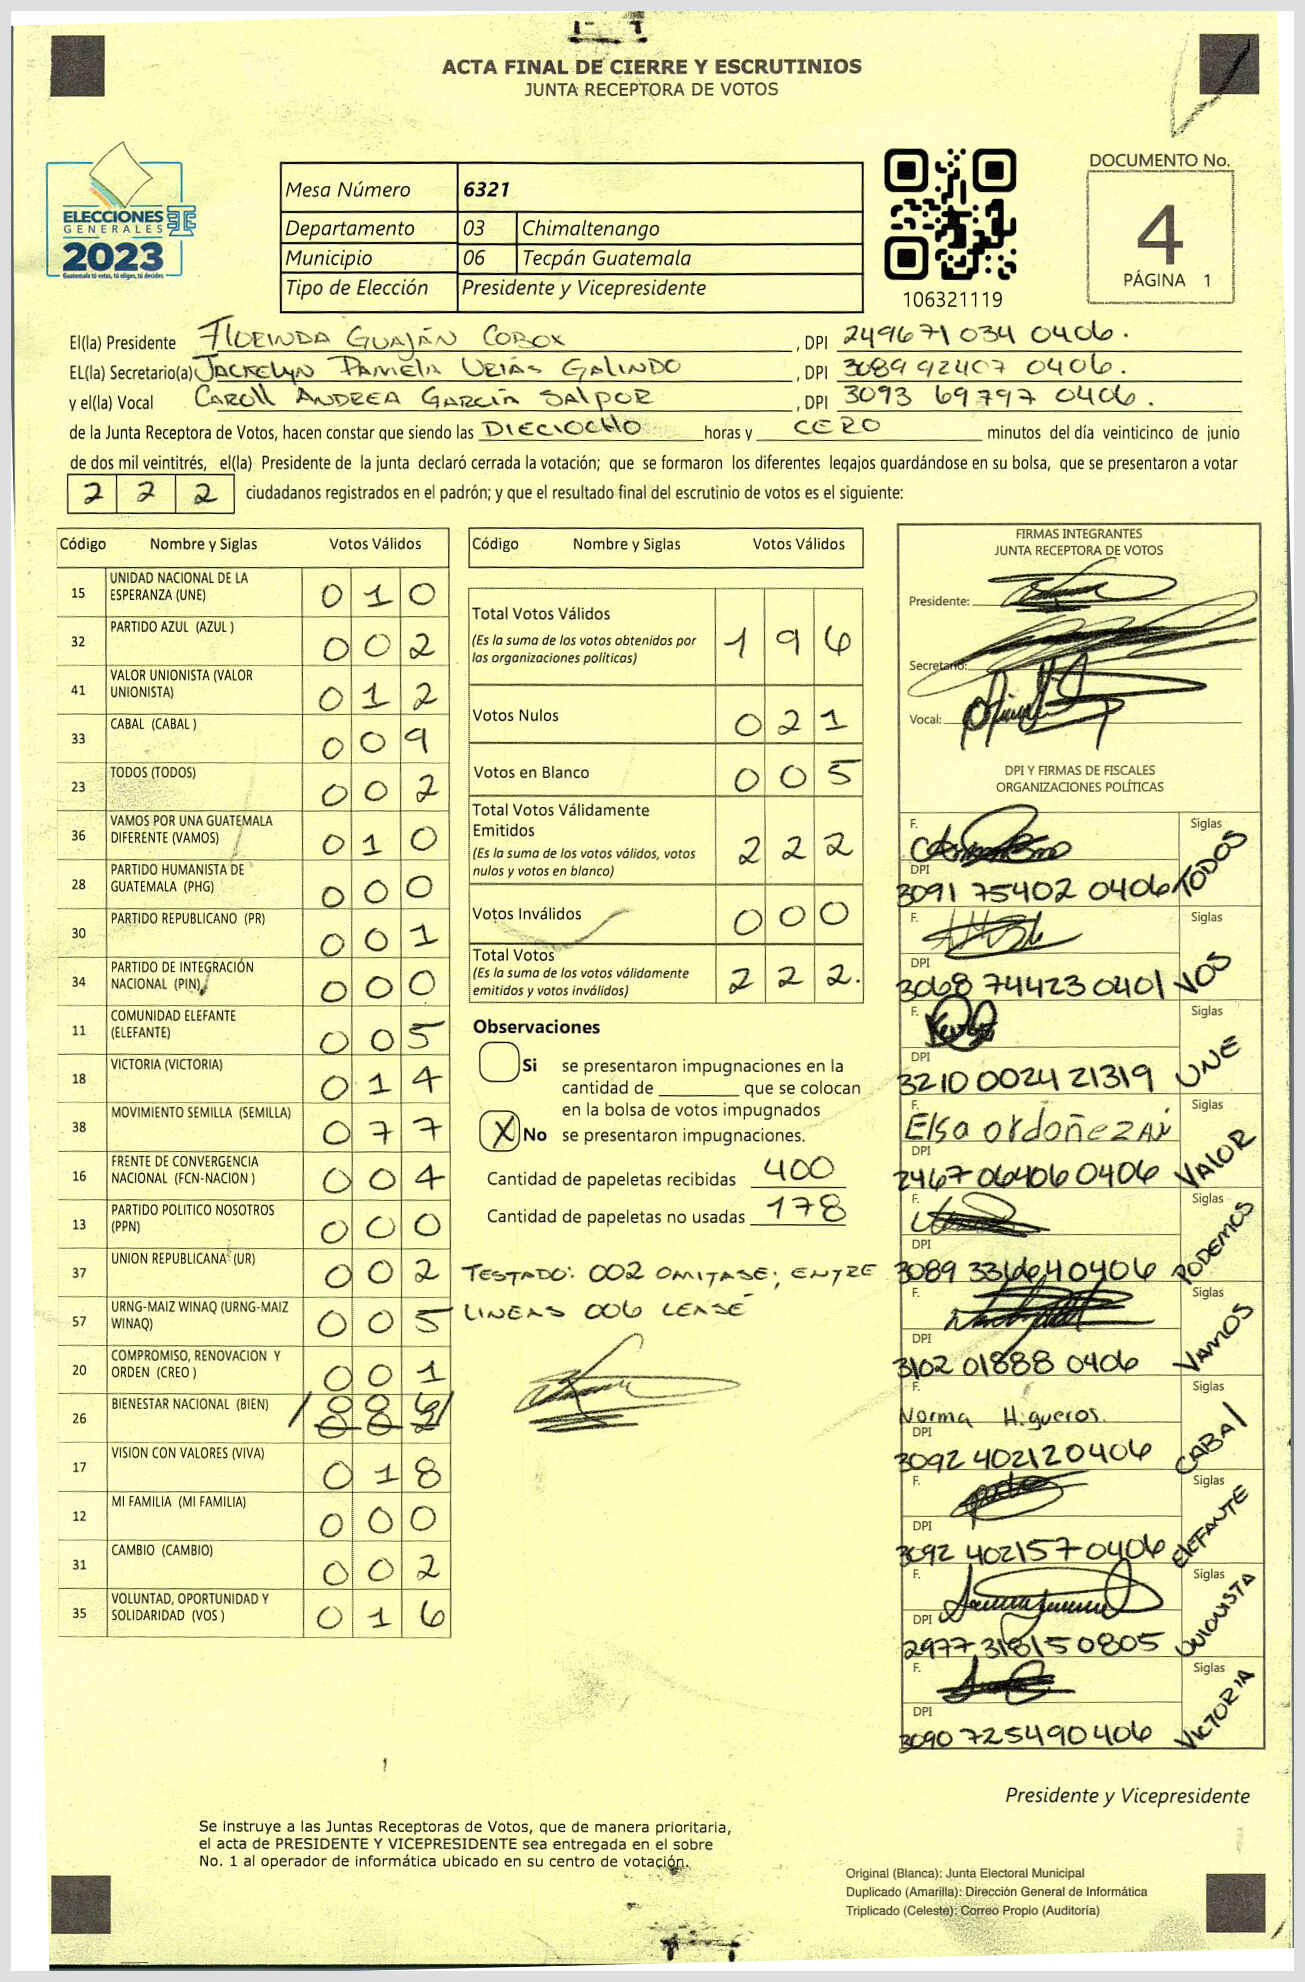 ACTA FINAL DE CIERRE Y ESCRUTINIOS
JUNTA RECEPTORA DE VOTOS
ELECCIONES
GENERALES
2023
Guatemala tú votas, tú eliges, tú decides
Mesa Número 6321
Departamento 03 Chimaltenango
Municipio 06 Tecpán Guatemala
Tipo de Elección Presidente y Vicepresidente
106321119
DOCUMENTO No.
4
PÁGINA 1
El(la) Presidente FLORINDA GUAJÁN COBOX, DPI 249671034 0406.
EL(la) Secretario(a) JACKELYN PAMELA URÍAS GALINDO, DPI 308992407 0406.
y el(la) Vocal CAROLL ANDREA GARCÍA SALPOR, DPI 3093 69797 0406.
de la Junta Receptora de Votos, hacen constar que siendo las DIECIOCHO horas y CERO minutos del día veinticinco de junio
de dos mil veintitrés, el(la) Presidente de la junta declaró cerrada la votación; que se formaron los diferentes legajos guardándose en su bolsa, que se presentaron a votar
2 2 2 ciudadanos registrados en el padrón; y que el resultado final del escrutinio de votos es el siguiente:
Código Nombre y Siglas Votos Válidos
15 UNIDAD NACIONAL DE LA ESPERANZA (UNE) 0 1 0
32 PARTIDO AZUL (AZUL ) 0 0 2
41 VALOR UNIONISTA (VALOR UNIONISTA) 0 1 2
33 CABAL (CABAL ) 0 0 9
23 TODOS (TODOS) 0 0 2
36 VAMOS POR UNA GUATEMALA DIFERENTE (VAMOS) 0 1 0
28 PARTIDO HUMANISTA DE GUATEMALA (PHG) 0 0 0
30 PARTIDO REPUBLICANO (PR) 0 0 1
34 PARTIDO DE INTEGRACIÓN NACIONAL (PIN) 0 0 0
11 COMUNIDAD ELEFANTE (ELEFANTE) 0 0 5
18 VICTORIA (VICTORIA) 0 1 4
38 MOVIMIENTO SEMILLA (SEMILLA) 0 7 7
16 FRENTE DE CONVERGENCIA NACIONAL (FCN-NACION ) 0 0 4
13 PARTIDO POLITICO NOSOTROS (PPN) 0 0 0
37 UNION REPUBLICANA (UR) 0 0 2
57 URNG-MAIZ WINAQ (URNG-MAIZ WINAQ) 0 0 5
20 COMPROMISO, RENOVACION Y ORDEN (CREO ) 0 0 1
26 BIENESTAR NACIONAL (BIEN)
17 VISION CON VALORES (VIVA) 0 1 8
12 MI FAMILIA (MI FAMILIA) 0 0 0
31 CAMBIO (CAMBIO) 0 0 2
35 VOLUNTAD, OPORTUNIDAD Y SOLIDARIDAD (VOS ) 0 1 6
Código Nombre y Siglas Votos Válidos
Total Votos Válidos 1 9 6
(Es la suma de los votos obtenidos por
las organizaciones políticas)
Votos Nulos 0 2 1
Votos en Blanco 0 0 5
Total Votos Válidamente
Emitidos 2 2 2
(Es la suma de los votos válidos, votos
nulos y votos en blanco)
Votos Inválidos 0 0 0
Total Votos
(Es la suma de los votos válidamente 2 2 2.
emitidos y votos inválidos)
Observaciones
Si se presentaron impugnaciones en la
cantidad de ________ que se colocan
en la bolsa de votos impugnados
X No se presentaron impugnaciones.
Cantidad de papeletas recibidas 400
Cantidad de papeletas no usadas 178
TESTADO: 002 OMITASE; ENTRE
LINEAS 006 LEASE
FIRMAS INTEGRANTES
JUNTA RECEPTORA DE VOTOS
Presidente:
Secretario:
Vocal:
DPI Y FIRMAS DE FISCALES
ORGANIZACIONES POLÍTICAS
F. Siglas
DPI
3091 75402 0406 TODOS
F. Siglas
DPI
3068 74423 0401 VOS
F. Siglas
DPI
3210 0024 21319 UNE
F. Siglas
Elsa Ordoñez
DPI
2467 06406 0406 VALOR
F. Siglas
DPI
3089 33664 0406 PODEMOS
F. Siglas
DPI
3102 01888 0406 VAMOS
F. Siglas
Norma Higueros.
DPI
3092 40212 0406 CABAL
F. Siglas
DPI
3092 40215 7 0406 ELEFANTE
F. Siglas
DPI
2977 31815 0805 UNIONISTA
F. Siglas
DPI
3090 72549 0406 VICTORIA
Presidente y Vicepresidente
Se instruye a las Juntas Receptoras de Votos, que de manera prioritaria,
el acta de PRESIDENTE Y VICEPRESIDENTE sea entregada en el sobre
No. 1 al operador de informática ubicado en su centro de votación.
Original (Blanca): Junta Electoral Municipal
Duplicado (Amarilla): Dirección General de Informática
Triplicado (Celeste): Correo Propio (Auditoría)